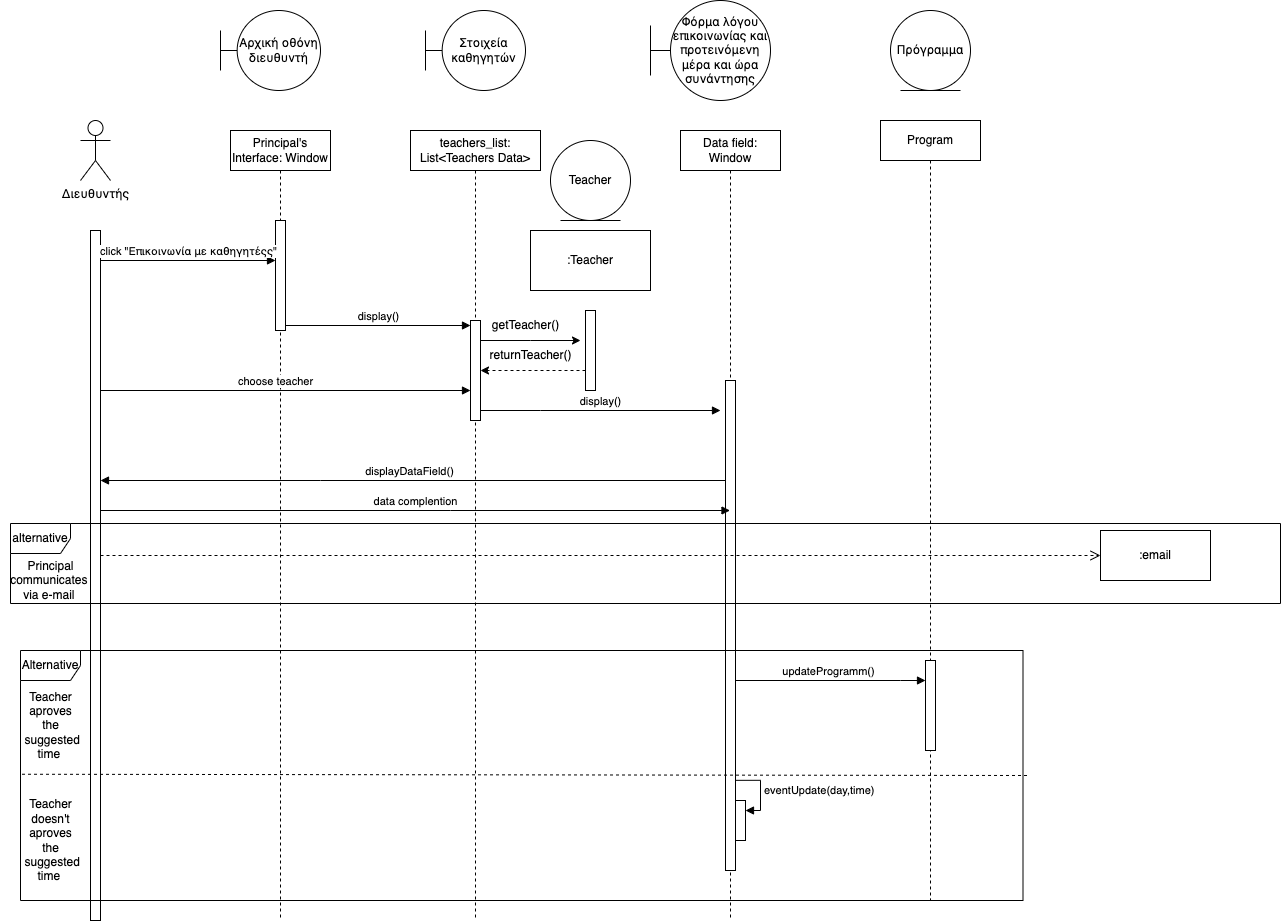 Αρχική οθόνη
διευθυντή
Στοιχεία
καθηγητών
Φόρμα λόγου
επικοινωνίας και
προτεινόμενη
μέρα και ώρα
συνάντησης
Πρόγραμμα
Principal's
Interface: Window
teachers_list:
List<Teachers Data>
Teacher
Data field:
Window
Program
Διευθυντής
:Teacher
click "Επικοινωνία με καθηγητέςς"
display()
getTeacher()
returnTeacher()
choose teacher
display()
displayDataField()
data complention
alternative
Principal
communicates
via e-mail
:email
Alternative
updateProgramm()
Teacher
aproves
the
suggested
time
eventUpdate(day,time)
Teacher
doesn't
aproves
the
suggested
time